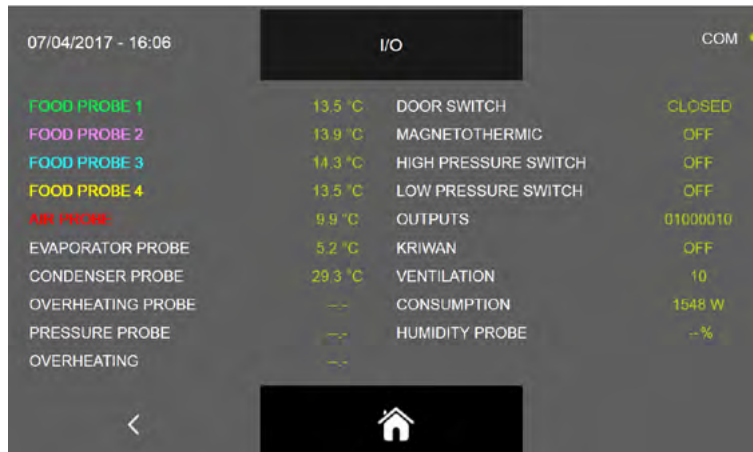 07/04/2017 - 16:06
I/O
COM
FOOD PROBE 1 13.5 °C DOOR SWITCH CLOSED
FOOD PROBE 2 13.9 °C MAGNETOTHERMIC OFF
FOOD PROBE 3 14.3 °C HIGH PRESSURE SWITCH OFF
FOOD PROBE 4 13.5 °C LOW PRESSURE SWITCH OFF
AIR PROBE 9.9 °C OUTPUTS 01000010
EVAPORATOR PROBE 5.2 °C KRIWAN OFF
CONDENSER PROBE 29.3 °C VENTILATION 10
OVERHEATING PROBE --.- CONSUMPTION 1548 W
PRESSURE PROBE --.- HUMIDITY PROBE --%
OVERHEATING --.-